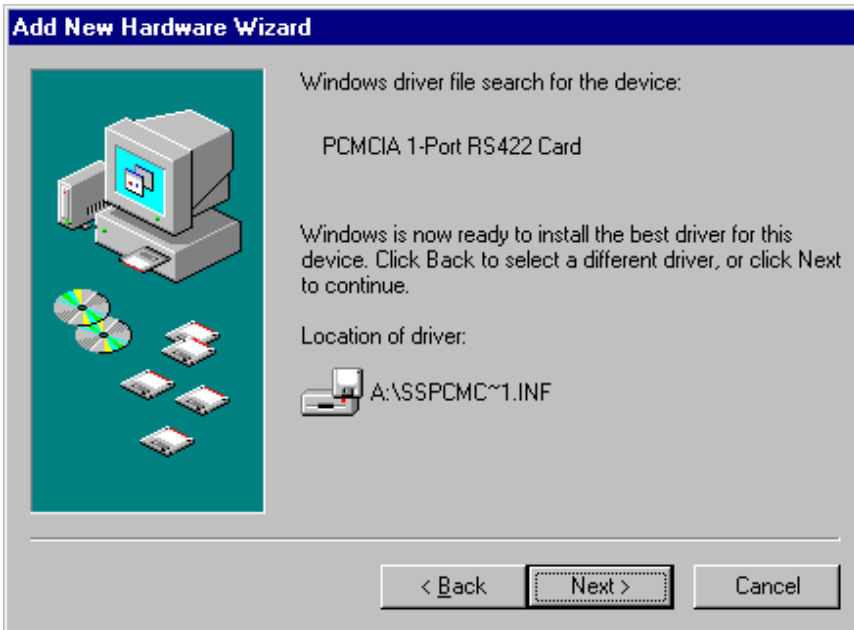 Add New Hardware Wizard
Windows driver file search for the device:
PCMCIA 1-Port RS422 Card
Windows is now ready to install the best driver for this
device. Click Back to select a different driver, or click Next
to continue.
Location of driver:
A:\SSPCMC~1.INF
< Back Next > Cancel